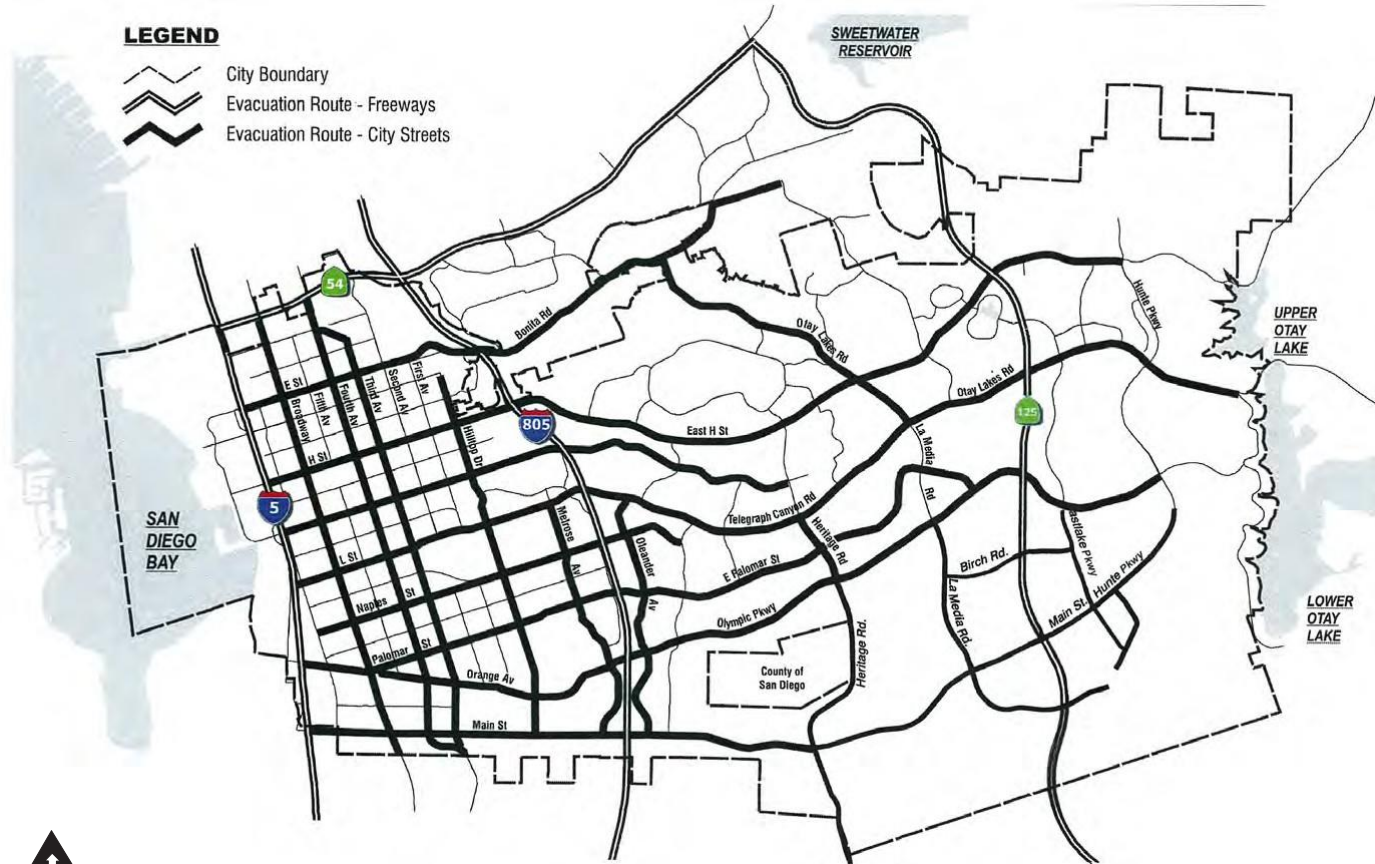 LEGEND
City Boundary
Evacuation Route - Freeways
Evacuation Route - City Streets
SWEETWATER
RESERVOIR
54
Bonita Rd
Otay Lakes Rd
Hunte Pkwy
UPPER
OTAY
LAKE
E St
Broadway
Fifth Av
Fourth Av
Third Av
Second Av
First Av
Hilltop Dr
H St
805
East H St
Otay Lakes Rd
125
La Media
Rd
5
SAN
DIEGO
BAY
L St
Melrose
Av
Oleander
Av
Telegraph Canyon Rd
Heritage Rd
E Palomar St
Birch Rd.
astlake Pkwy
Naples St
Olympic Pkwy
La Media Rd.
Main St.
Hunte Pkwy
LOWER
OTAY
LAKE
Palomar St
Orange Av
County of
San Diego
Heritage Rd.
Main St